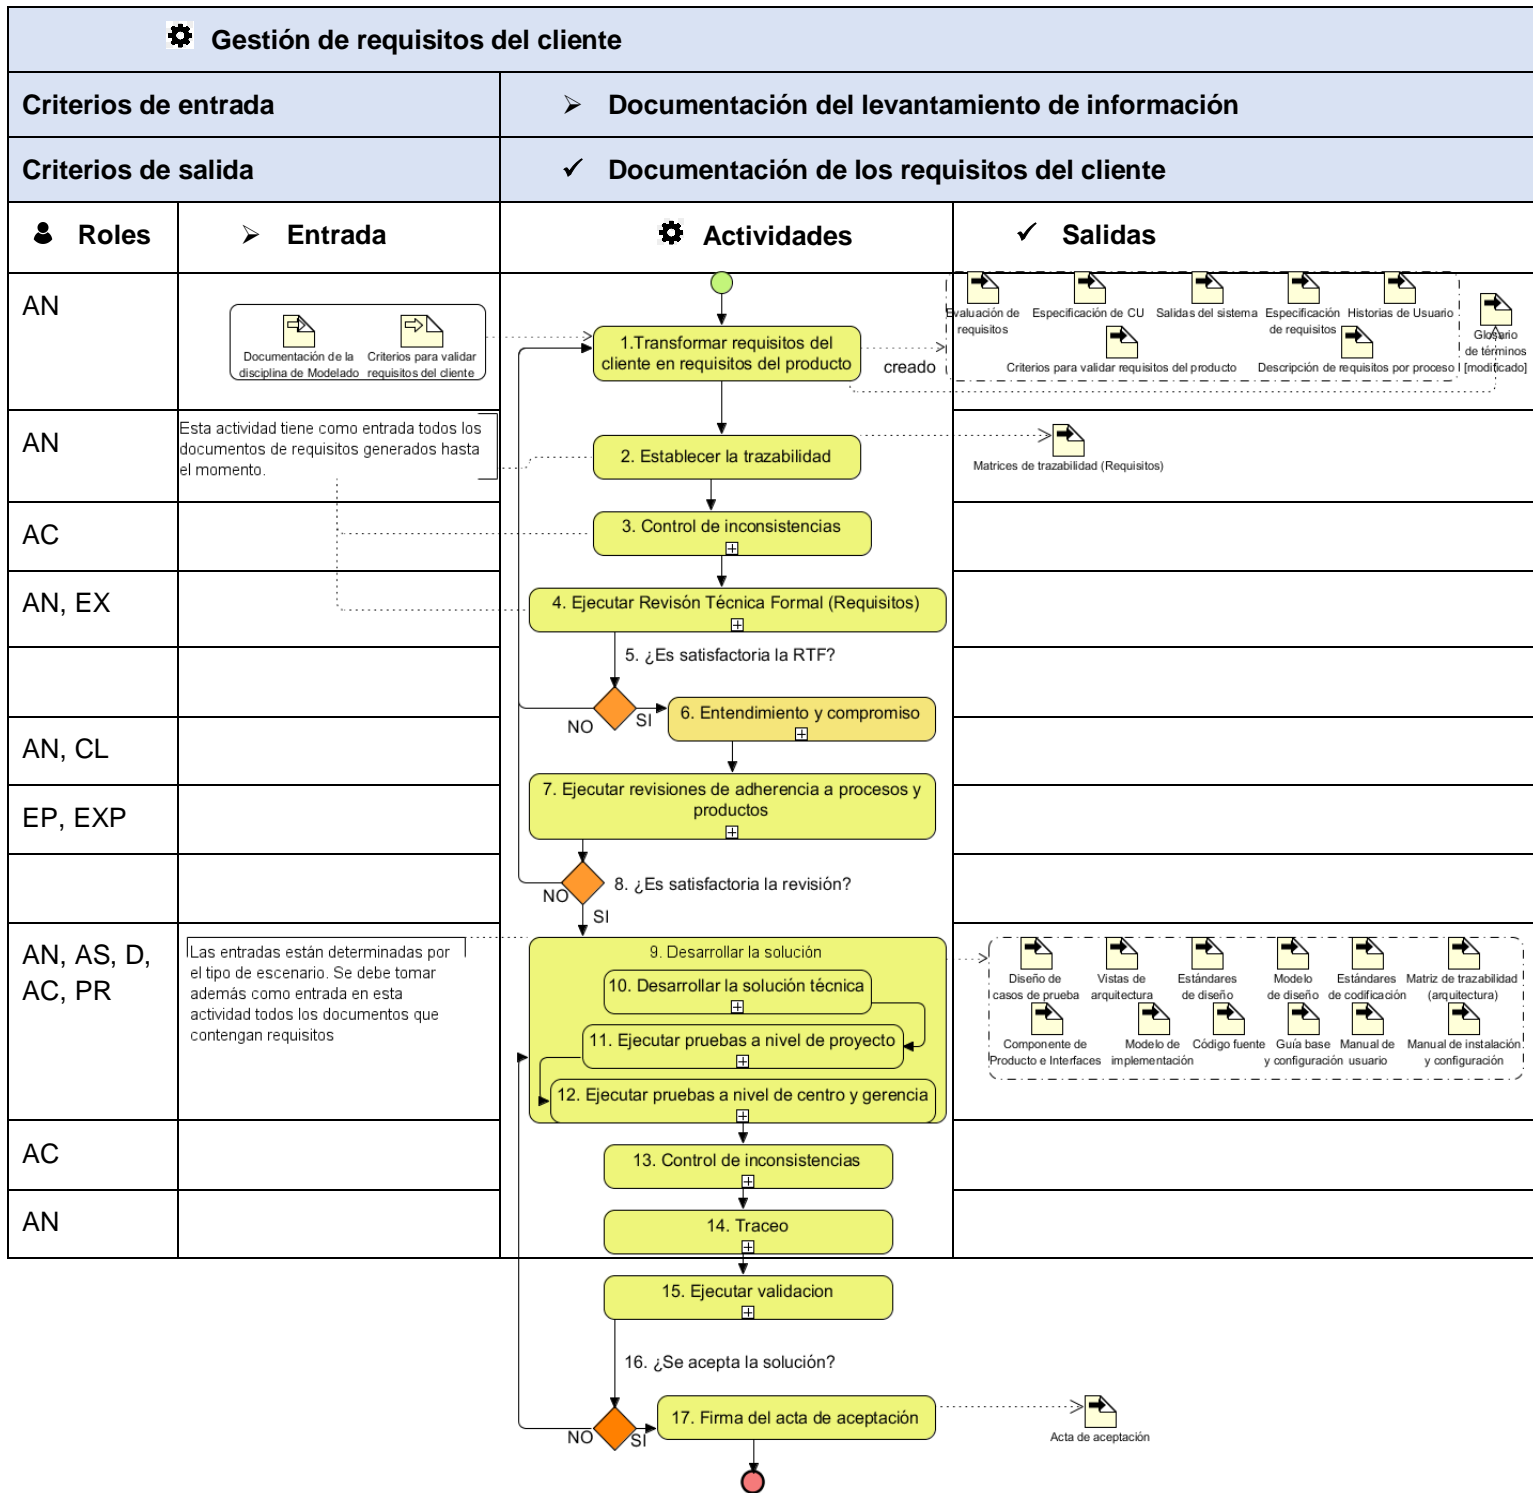 Gestión de requisitos del cliente
Criterios de entrada
Documentación del levantamiento de información
Criterios de salida
Documentación de los requisitos del cliente
Roles
Entrada
Actividades
Salidas
AN
Documentación de la
disciplina de Modelado
Criterios para validar
requisitos del cliente
1.Transformar requisitos del
cliente en requisitos del producto
creado
Evaluación de
requisitos
Especificación de CU
Salidas del sistema
Especificación
de requisitos
Historias de Usuario
Criterios para validar requisitos del producto
Descripción de requisitos por proceso
Glosario
de términos
[modificado]
AN
Esta actividad tiene como entrada todos los
documentos de requisitos generados hasta
el momento.
2. Establecer la trazabilidad
Matrices de trazabilidad (Requisitos)
AC
3. Control de inconsistencias
AN, EX
4. Ejecutar Revisón Técnica Formal (Requisitos)
5. ¿Es satisfactoria la RTF?
NO
SI
6. Entendimiento y compromiso
AN, CL
7. Ejecutar revisiones de adherencia a procesos y
productos
EP, EXP
8. ¿Es satisfactoria la revisión?
NO
SI
AN, AS, D,
AC, PR
Las entradas están determinadas por
el tipo de escenario. Se debe tomar
además como entrada en esta
actividad todos los documentos que
contengan requisitos
9. Desarrollar la solución
10. Desarrollar la solución técnica
11. Ejecutar pruebas a nivel de proyecto
12. Ejecutar pruebas a nivel de centro y gerencia
Diseño de
casos de prueba
Vistas de
arquitectura
Estándares
de diseño
Modelo
de diseño
Estándares
de codificación
Matriz de trazabilidad
(arquitectura)
Componente de
Producto e Interfaces
Modelo de
implementación
Código fuente
Guía base
y configuración
Manual de
usuario
Manual de instalación
y configuración
AC
13. Control de inconsistencias
AN
14. Traceo
15. Ejecutar validacion
16. ¿Se acepta la solución?
NO
SI
17. Firma del acta de aceptación
Acta de aceptación